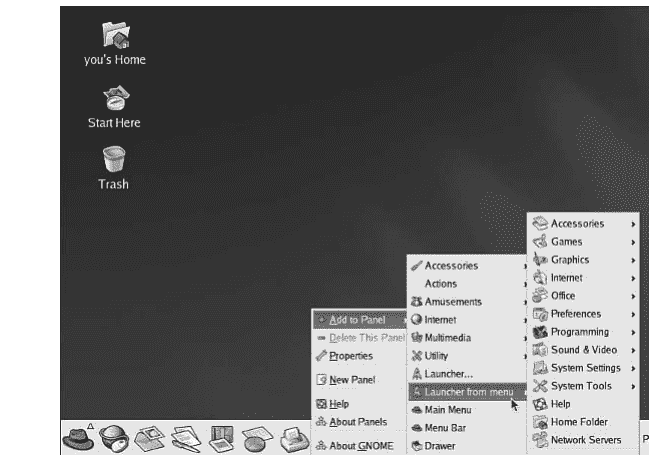 you's Home
Start Here
Trash
Add to Panel
Delete This Panel
Properties
New Panel
Help
About Panels
About GNOME
Accessories
Actions
Amusements
Internet
Multimedia
Utility
Launcher...
Launcher from menu
Main Menu
Menu Bar
Drawer
Accessories
Games
Graphics
Internet
Office
Preferences
Programming
Sound & Video
System Settings
System Tools
Help
Home Folder
Network Servers
P